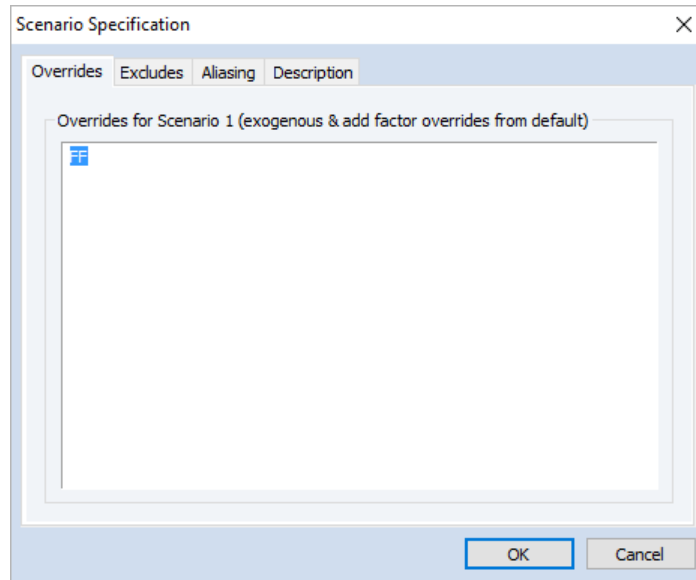 Scenario Specification
Overrides Excludes Aliasing Description
Overrides for Scenario 1 (exogenous & add factor overrides from default)
FF
OK Cancel